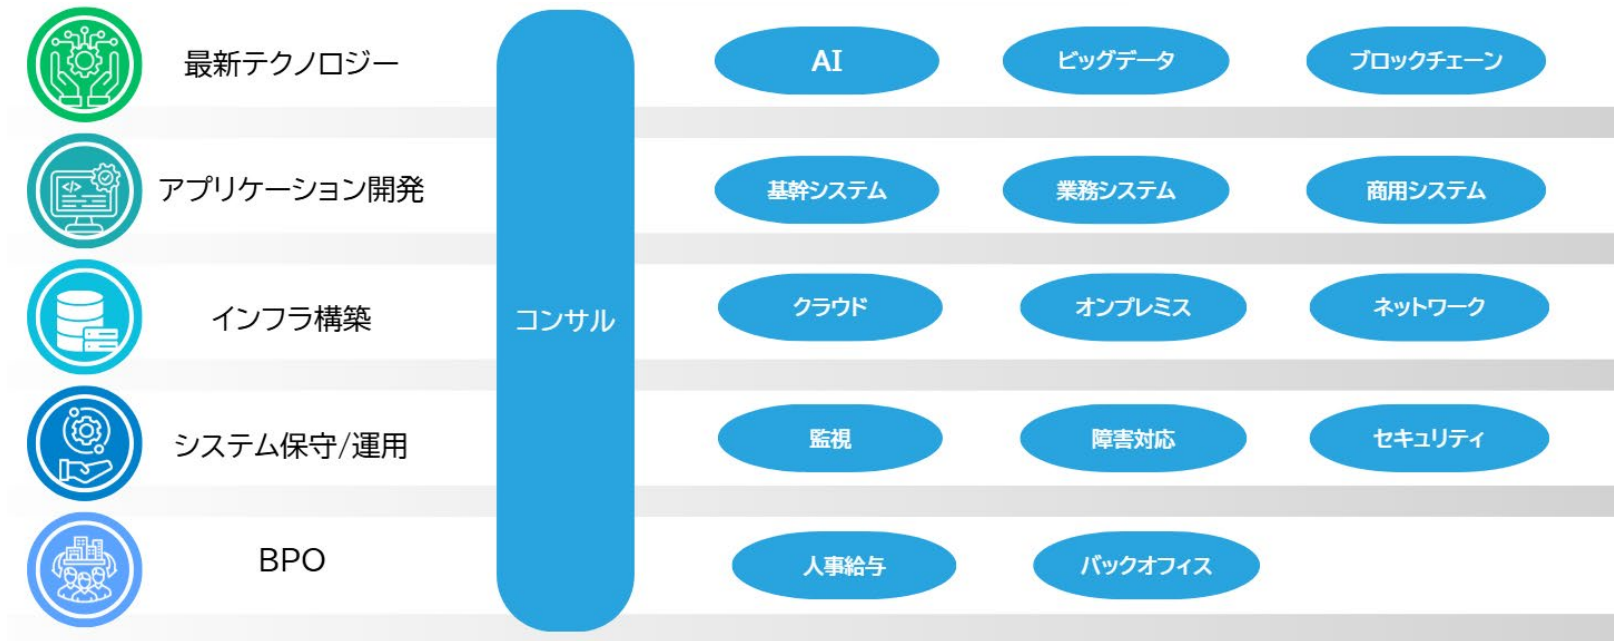 最新テクノロジー
AI
ビッグデータ
ブロックチェーン
アプリケーション開発
基幹システム
業務システム
商用システム
インフラ構築
コンサル
クラウド
オンプレミス
ネットワーク
システム保守/運用
監視
障害対応
セキュリティ
BPO
人事給与
バックオフィス